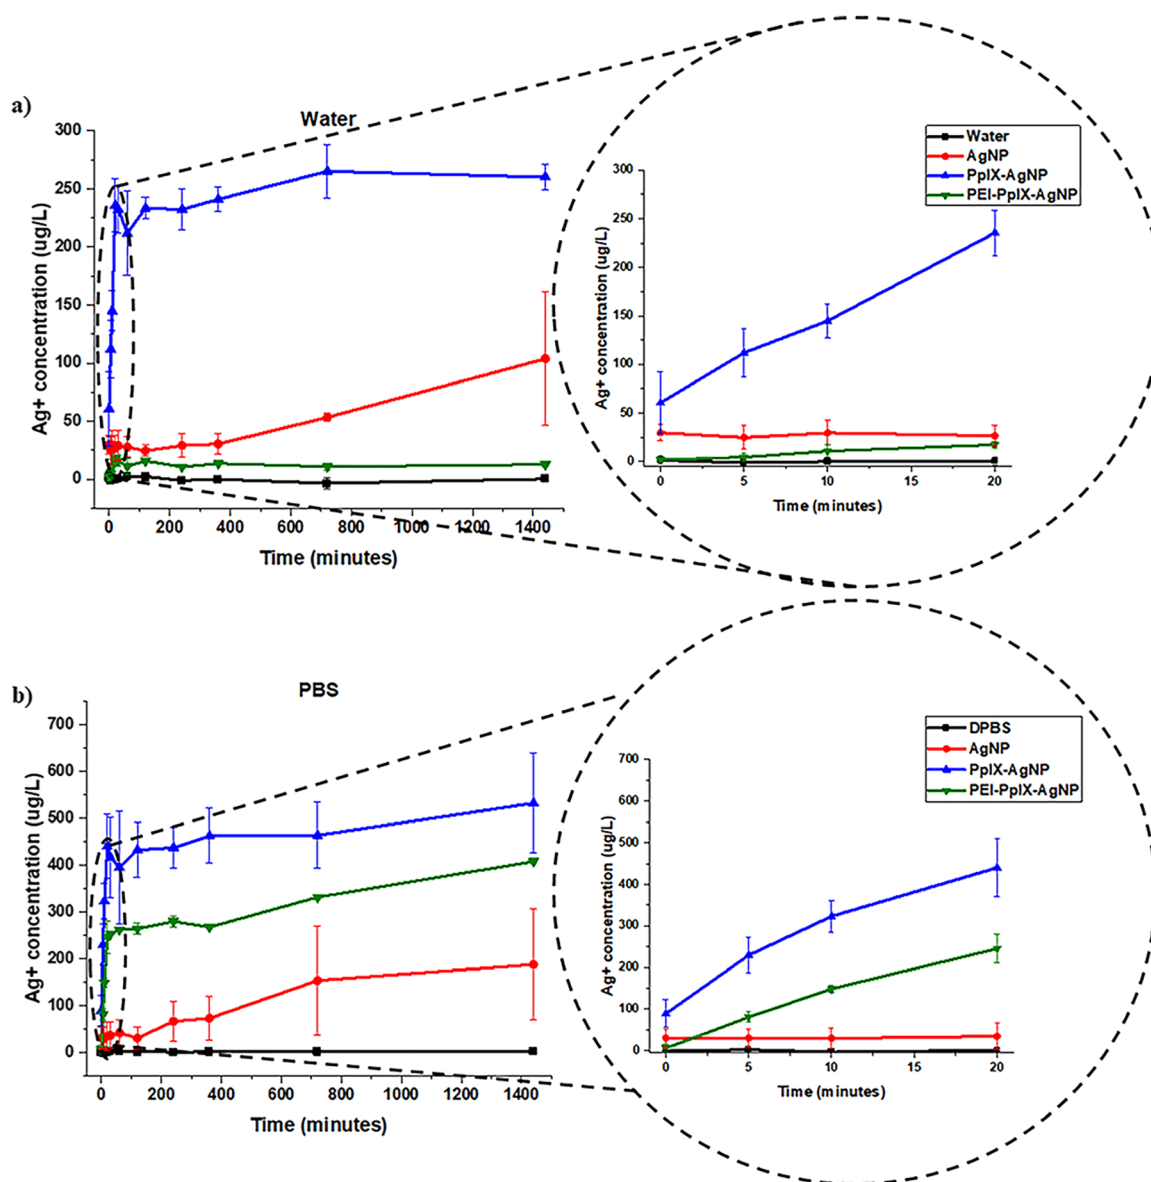 a)
Water
300
250
200
150
100
50
0
Ag+ concentration (ug/L)
0 200 400 600 800 1000 1200 1400
Time (minutes)
Water
AgNP
PpIX-AgNP
PEI-PpIX-AgNP
300
250
200
150
100
50
0
Ag+ concentration (ug/L)
0 5 10 15 20
Time (minutes)
b)
PBS
700
600
500
400
300
200
100
0
Ag+ concentration (ug/L)
0 200 400 600 800 1000 1200 1400
Time (minutes)
DPBS
AgNP
PpIX-AgNP
PEI-PpIX-AgNP
700
600
500
400
300
200
100
0
Ag+ concentration (ug/L)
0 5 10 15 20
Time (minutes)